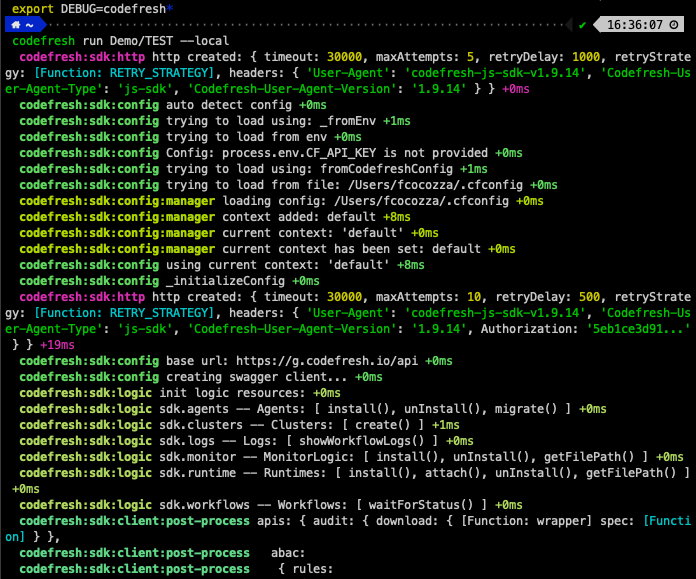 export DEBUG=codefresh*
~ ✔ 16:36:07
codefresh run Demo/TEST --local
codefresh:sdk:http http created: { timeout: 30000, maxAttempts: 5, retryDelay: 1000, retryStrate
gy: [Function: RETRY_STRATEGY], headers: { 'User-Agent': 'codefresh-js-sdk-v1.9.14', 'Codefresh-Us
er-Agent-Type': 'js-sdk', 'Codefresh-User-Agent-Version': '1.9.14' } } +0ms
codefresh:sdk:config auto detect config +0ms
codefresh:sdk:config trying to load using: _fromEnv +1ms
codefresh:sdk:config trying to load from env +0ms
codefresh:sdk:config Config: process.env.CF_API_KEY is not provided +0ms
codefresh:sdk:config trying to load using: fromCodefreshConfig +1ms
codefresh:sdk:config trying to load from file: /Users/fcocozza/.cfconfig +0ms
codefresh:sdk:config:manager loading config: /Users/fcocozza/.cfconfig +0ms
codefresh:sdk:config:manager context added: default +8ms
codefresh:sdk:config:manager current context: 'default' +0ms
codefresh:sdk:config:manager current context has been set: default +0ms
codefresh:sdk:config using current context: 'default' +8ms
codefresh:sdk:config _initializeConfig +0ms
codefresh:sdk:http http created: { timeout: 30000, maxAttempts: 10, retryDelay: 500, retryStrate
gy: [Function: RETRY_STRATEGY], headers: { 'User-Agent': 'codefresh-js-sdk-v1.9.14', 'Codefresh-Us
er-Agent-Type': 'js-sdk', 'Codefresh-User-Agent-Version': '1.9.14', Authorization: '5eb1ce3d91...'
} } +19ms
codefresh:sdk:config base url: https://g.codefresh.io/api +0ms
codefresh:sdk:config creating swagger client... +0ms
codefresh:sdk:logic init logic resources: +0ms
codefresh:sdk:logic sdk.agents -- Agents: [ install(), unInstall(), migrate() ] +0ms
codefresh:sdk:logic sdk.clusters -- Clusters: [ create() ] +1ms
codefresh:sdk:logic sdk.logs -- Logs: [ showWorkflowLogs() ] +0ms
codefresh:sdk:logic sdk.monitor -- MonitorLogic: [ install(), unInstall(), getFilePath() ] +0ms
codefresh:sdk:logic sdk.runtime -- Runtimes: [ install(), attach(), unInstall(), getFilePath() ]
+0ms
codefresh:sdk:logic sdk.workflows -- Workflows: [ waitForStatus() ] +0ms
codefresh:sdk:client:post-process apis: { audit: { download: { [Function: wrapper] spec: [Functi
on] } },
codefresh:sdk:client:post-process abac:
codefresh:sdk:client:post-process { rules: